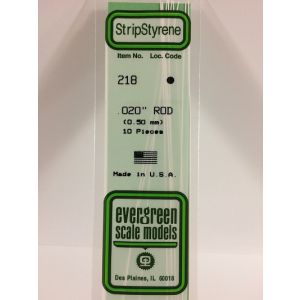 StripStyrene
Item No. Loc. Code
218
.020" ROD
(0.50 mm)
10 Pieces
Made in U.S.A.
evergreen
scale models
Des Plaines, IL 60018